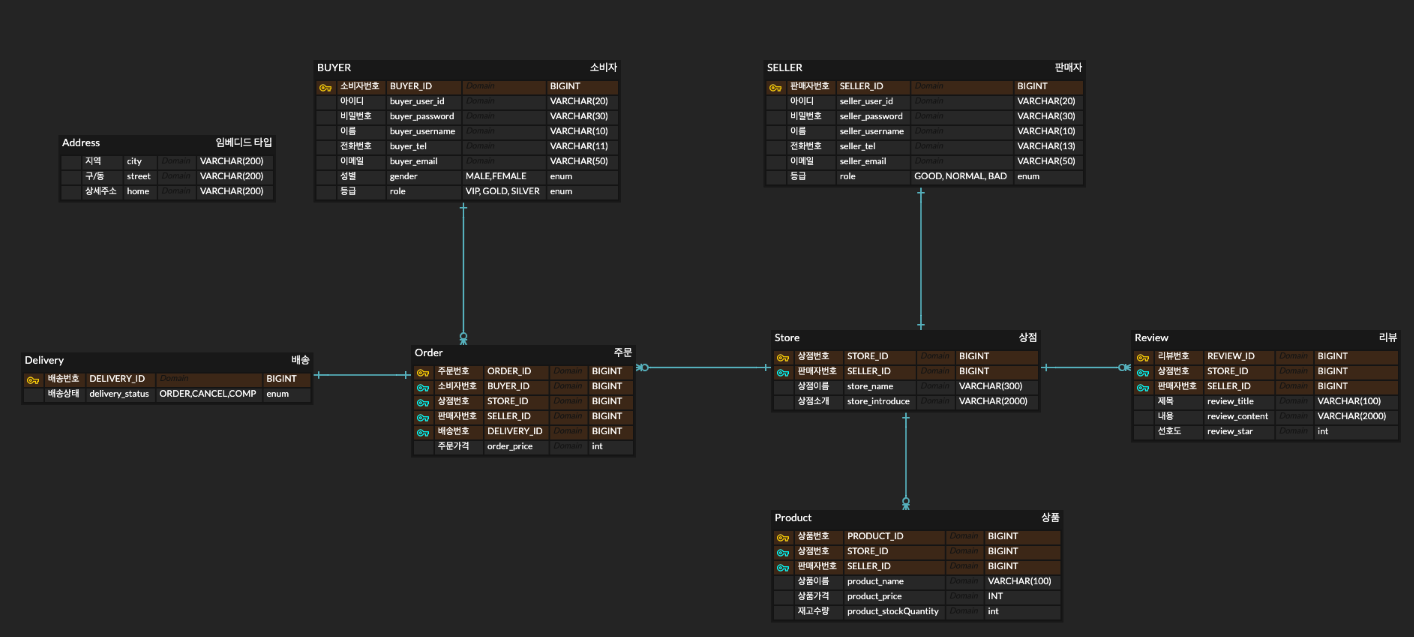 BUYER 소비자
소비자번호 BUYER_ID Domain BIGINT
아이디 buyer_user_id Domain VARCHAR(20)
비밀번호 buyer_password Domain VARCHAR(30)
이름 buyer_username Domain VARCHAR(10)
전화번호 buyer_tel Domain VARCHAR(11)
이메일 buyer_email Domain VARCHAR(50)
성별 gender MALE,FEMALE enum
등급 role VIP, GOLD, SILVER enum
SELLER 판매자
판매자번호 SELLER_ID Domain BIGINT
아이디 seller_user_id Domain VARCHAR(20)
비밀번호 seller_password Domain VARCHAR(30)
이름 seller_username Domain VARCHAR(10)
전화번호 seller_tel Domain VARCHAR(13)
이메일 seller_email Domain VARCHAR(50)
등급 role GOOD, NORMAL, BAD enum
Address 임베디드 타입
지역 city Domain VARCHAR(200)
구/동 street Domain VARCHAR(200)
상세주소 home Domain VARCHAR(200)
Delivery 배송
배송번호 DELIVERY_ID Domain BIGINT
배송상태 delivery_status ORDER,CANCEL,COMP enum
Order 주문
주문번호 ORDER_ID Domain BIGINT
소비자번호 BUYER_ID Domain BIGINT
상점번호 STORE_ID Domain BIGINT
판매자번호 SELLER_ID Domain BIGINT
배송번호 DELIVERY_ID Domain BIGINT
주문가격 order_price Domain int
Store 상점
상점번호 STORE_ID Domain BIGINT
판매자번호 SELLER_ID Domain BIGINT
상점이름 store_name Domain VARCHAR(300)
상점소개 store_introduce Domain VARCHAR(2000)
Review 리뷰
리뷰번호 REVIEW_ID Domain BIGINT
상점번호 STORE_ID Domain BIGINT
판매자번호 SELLER_ID Domain BIGINT
제목 review_title Domain VARCHAR(100)
내용 review_content Domain VARCHAR(2000)
선호도 review_star Domain int
Product 상품
상품번호 PRODUCT_ID Domain BIGINT
상점번호 STORE_ID Domain BIGINT
판매자번호 SELLER_ID Domain BIGINT
상품이름 product_name Domain VARCHAR(100)
상품가격 product_price Domain INT
재고수량 product_stockQuantity Domain int